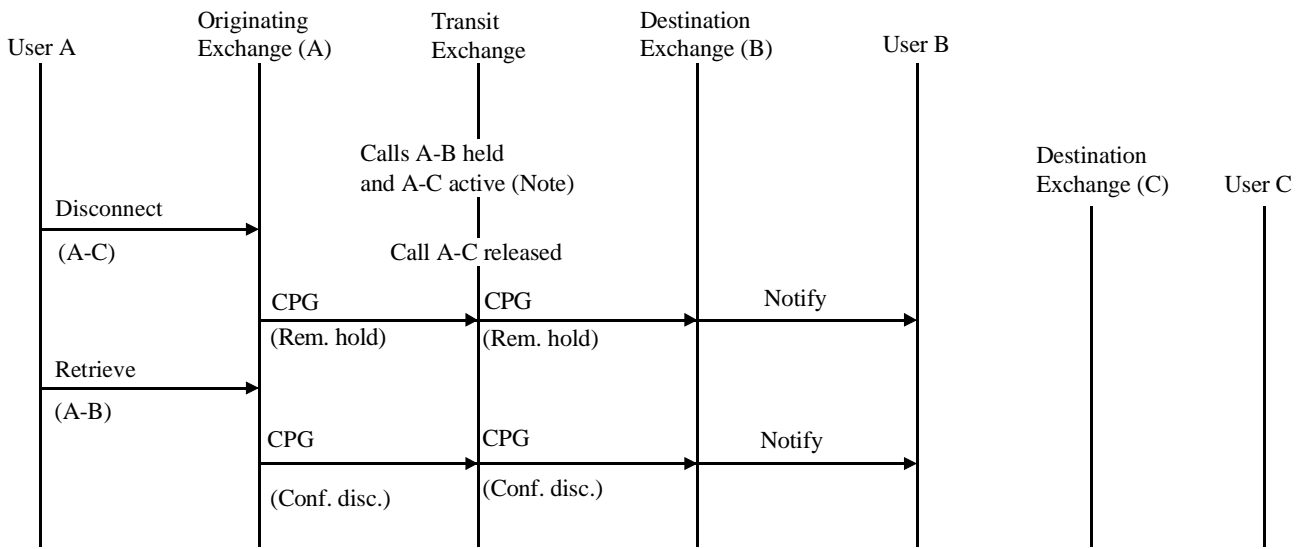 User A
Originating
Exchange (A)
Transit
Exchange
Destination
Exchange (B)
User B
Calls A-B held
and A-C active (Note)
Destination
Exchange (C)
User C
Disconnect
(A-C)
Call A-C released
CPG
(Rem. hold)
CPG
(Rem. hold)
Notify
Retrieve
(A-B)
CPG
(Conf. disc.)
CPG
(Conf. disc.)
Notify